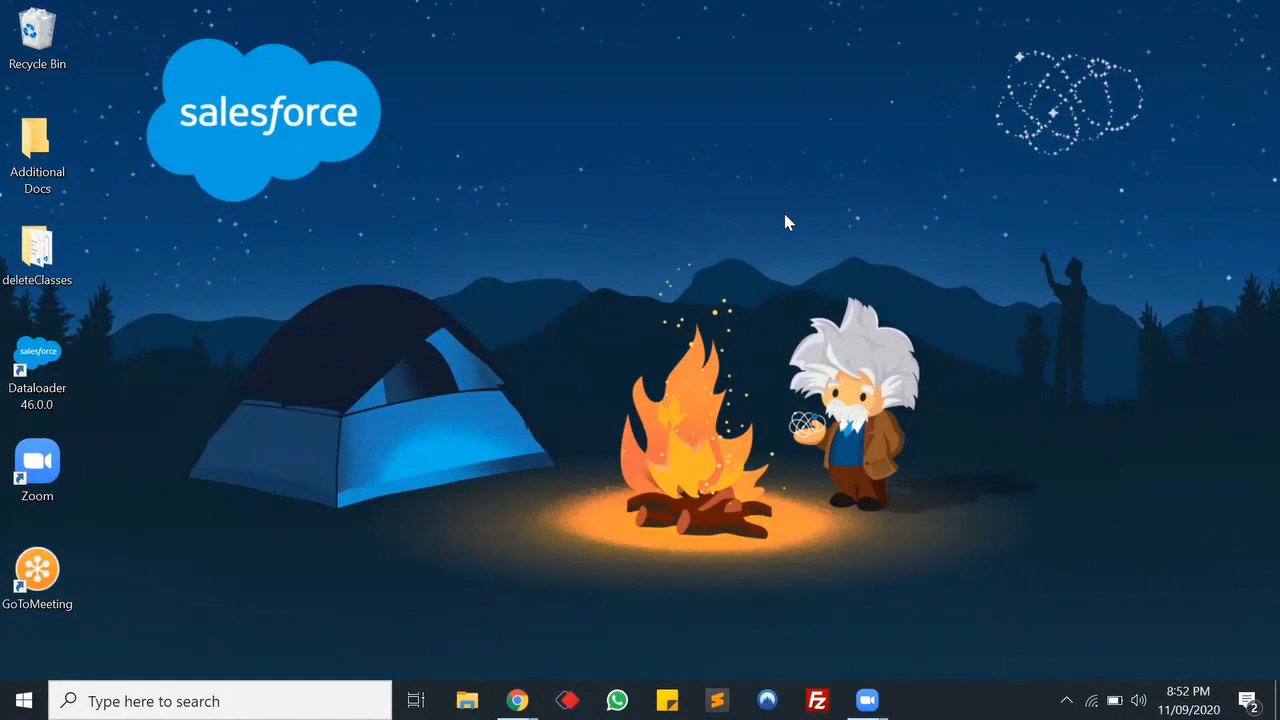 Recycle Bin
salesforce
Additional
Docs
deleteClasses
salesforce
Dataloader
46.0.0
Zoom
GoToMeeting
Type here to search
Fz
8:52 PM
11/09/2020
2